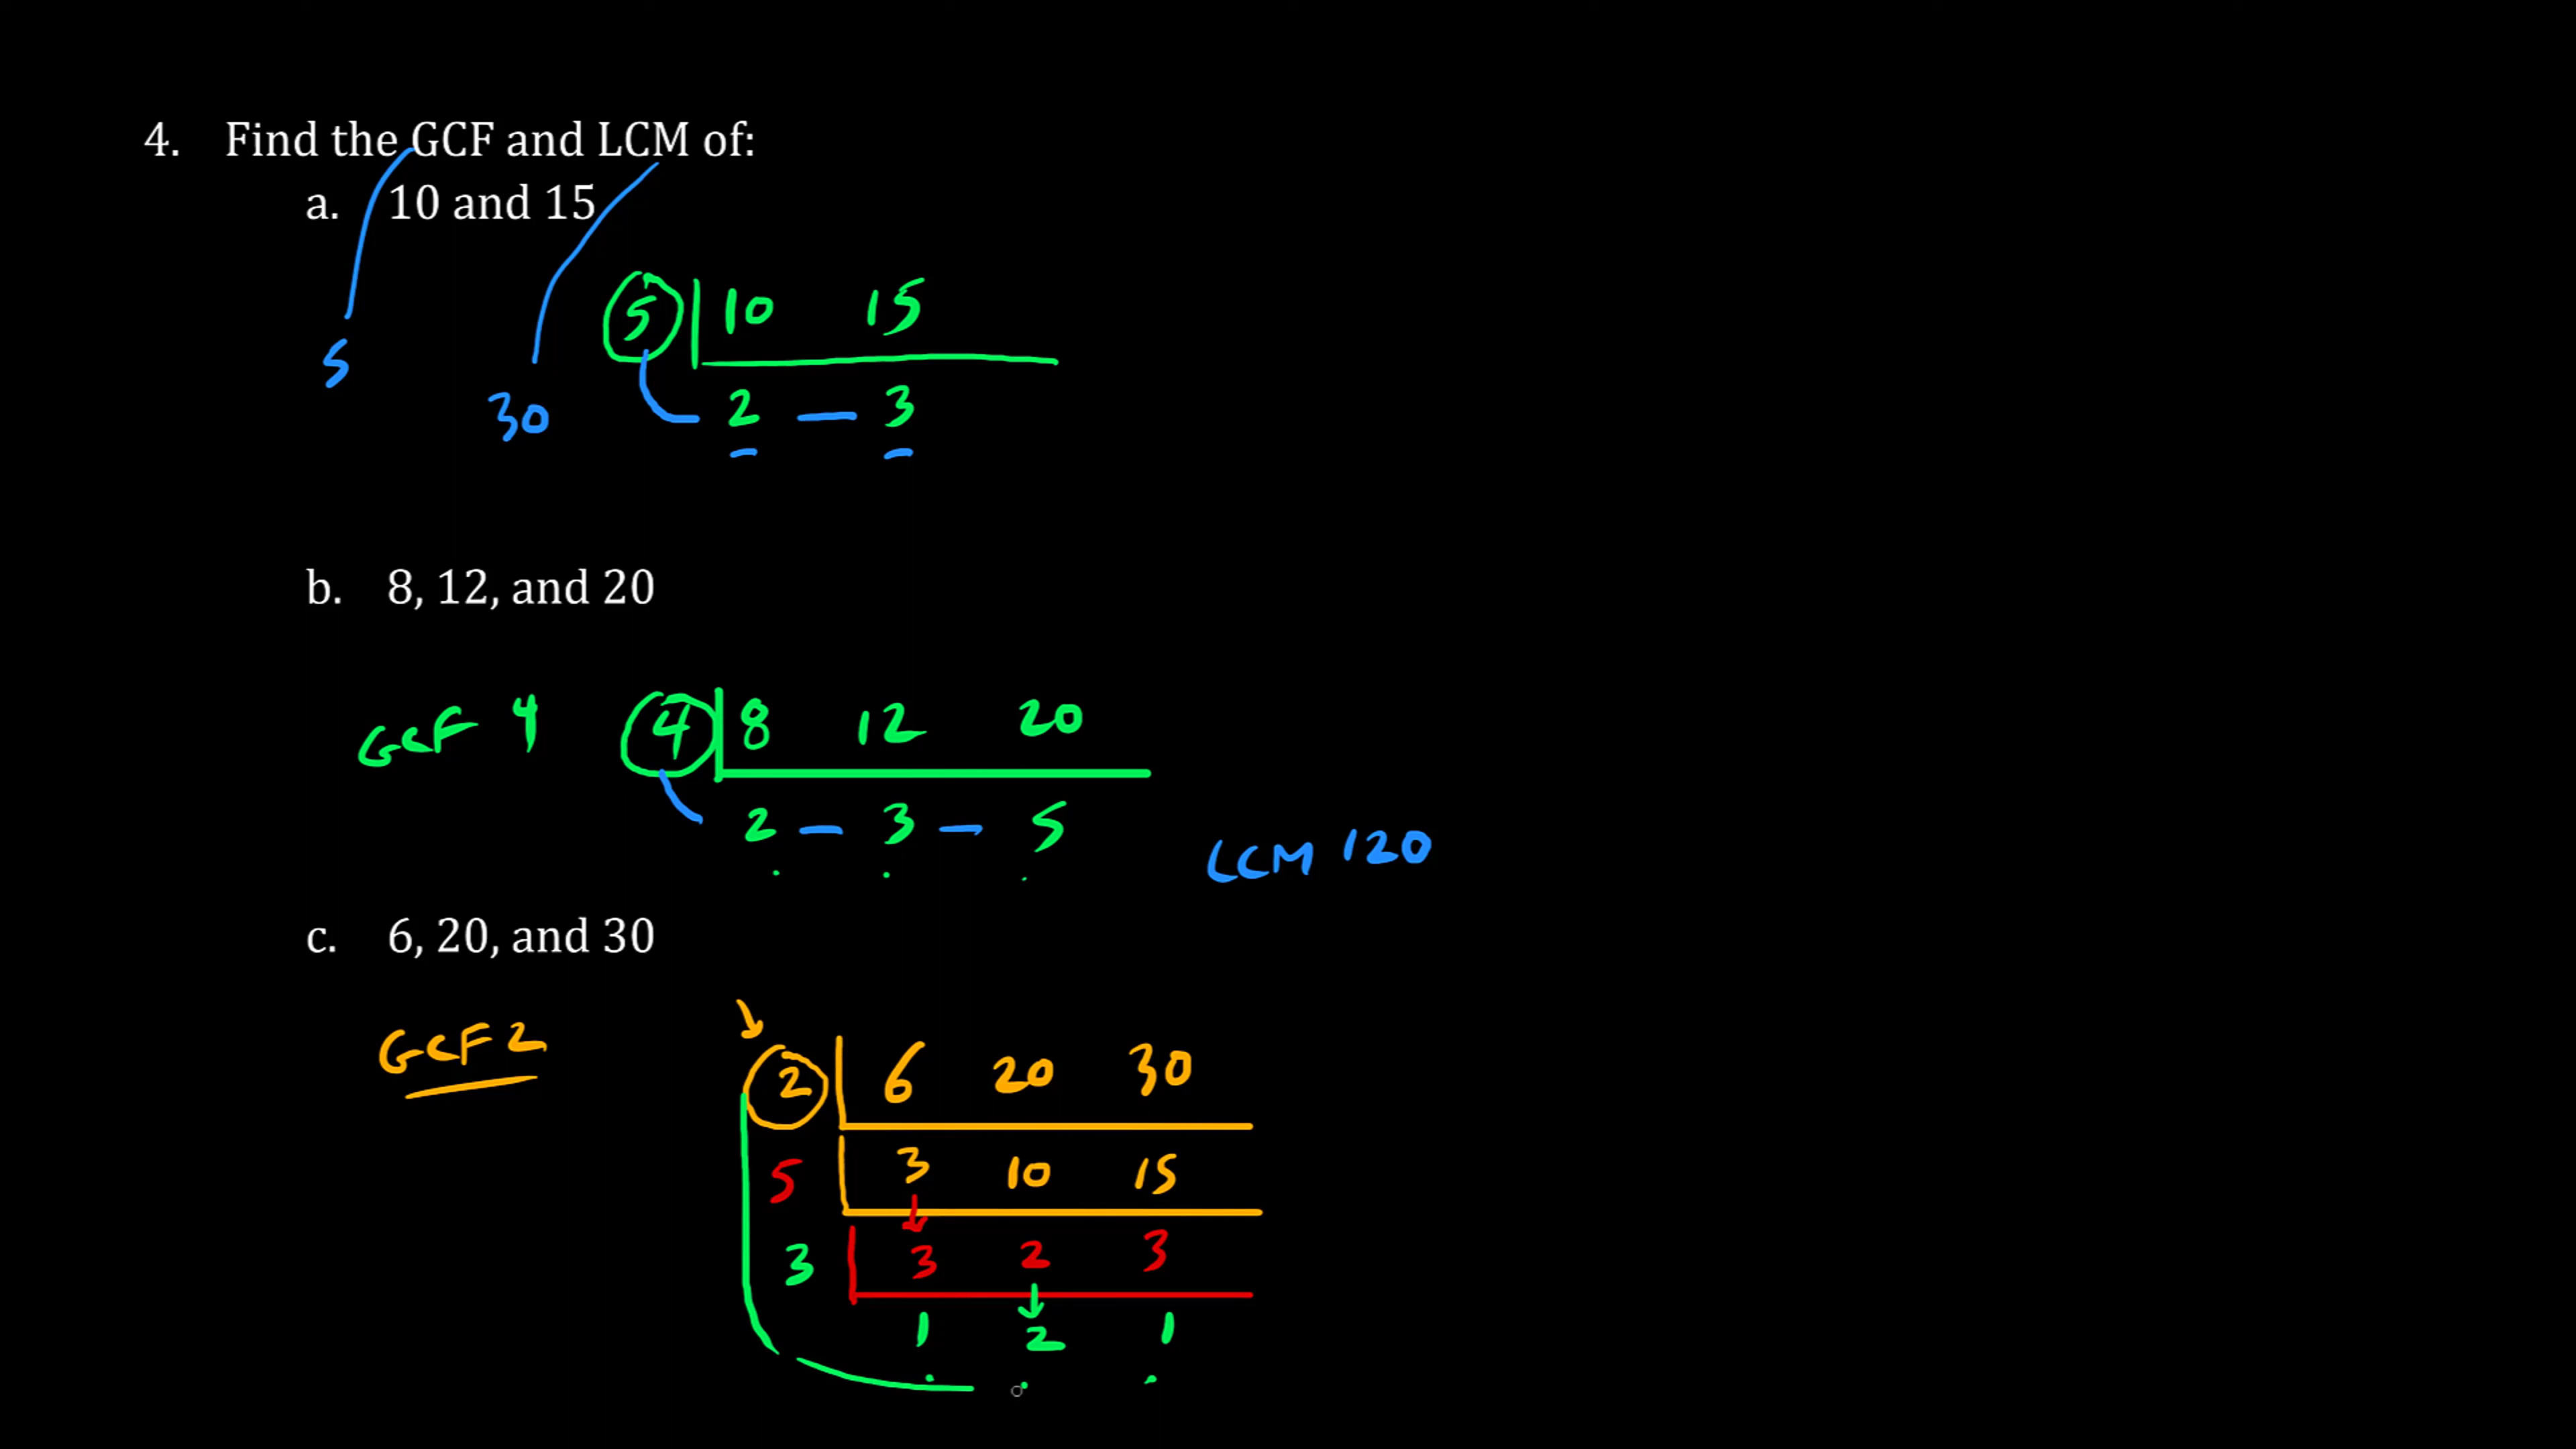 4. Find the GCF and LCM of:
a. 10 and 15
5 10 15
5
30 2 — 3
b. 8, 12, and 20
GCF 4 4 8 12 20
2 — 3 — 5
LCM 120
c. 6, 20, and 30
GCF 2 2 6 20 30
5 3 10 15
3 3 2 3
1 2 1